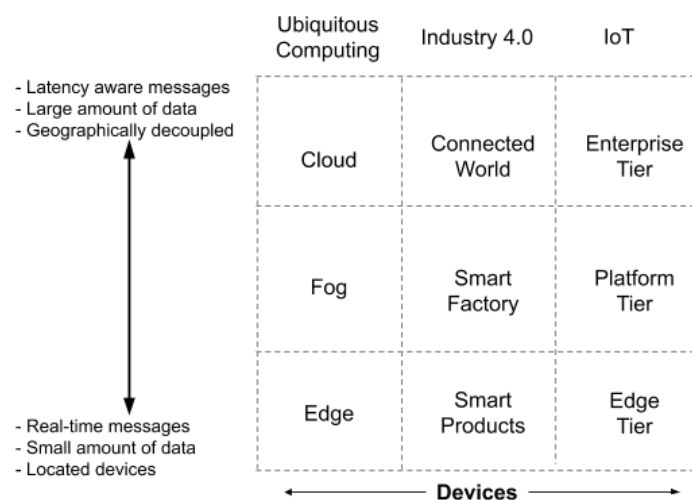 Ubiquitous
Computing
Industry 4.0
IoT
- Latency aware messages
- Large amount of data
- Geographically decoupled
Cloud
Connected
World
Enterprise
Tier
Fog
Smart
Factory
Platform
Tier
Edge
Smart
Products
Edge
Tier
- Real-time messages
- Small amount of data
- Located devices
Devices